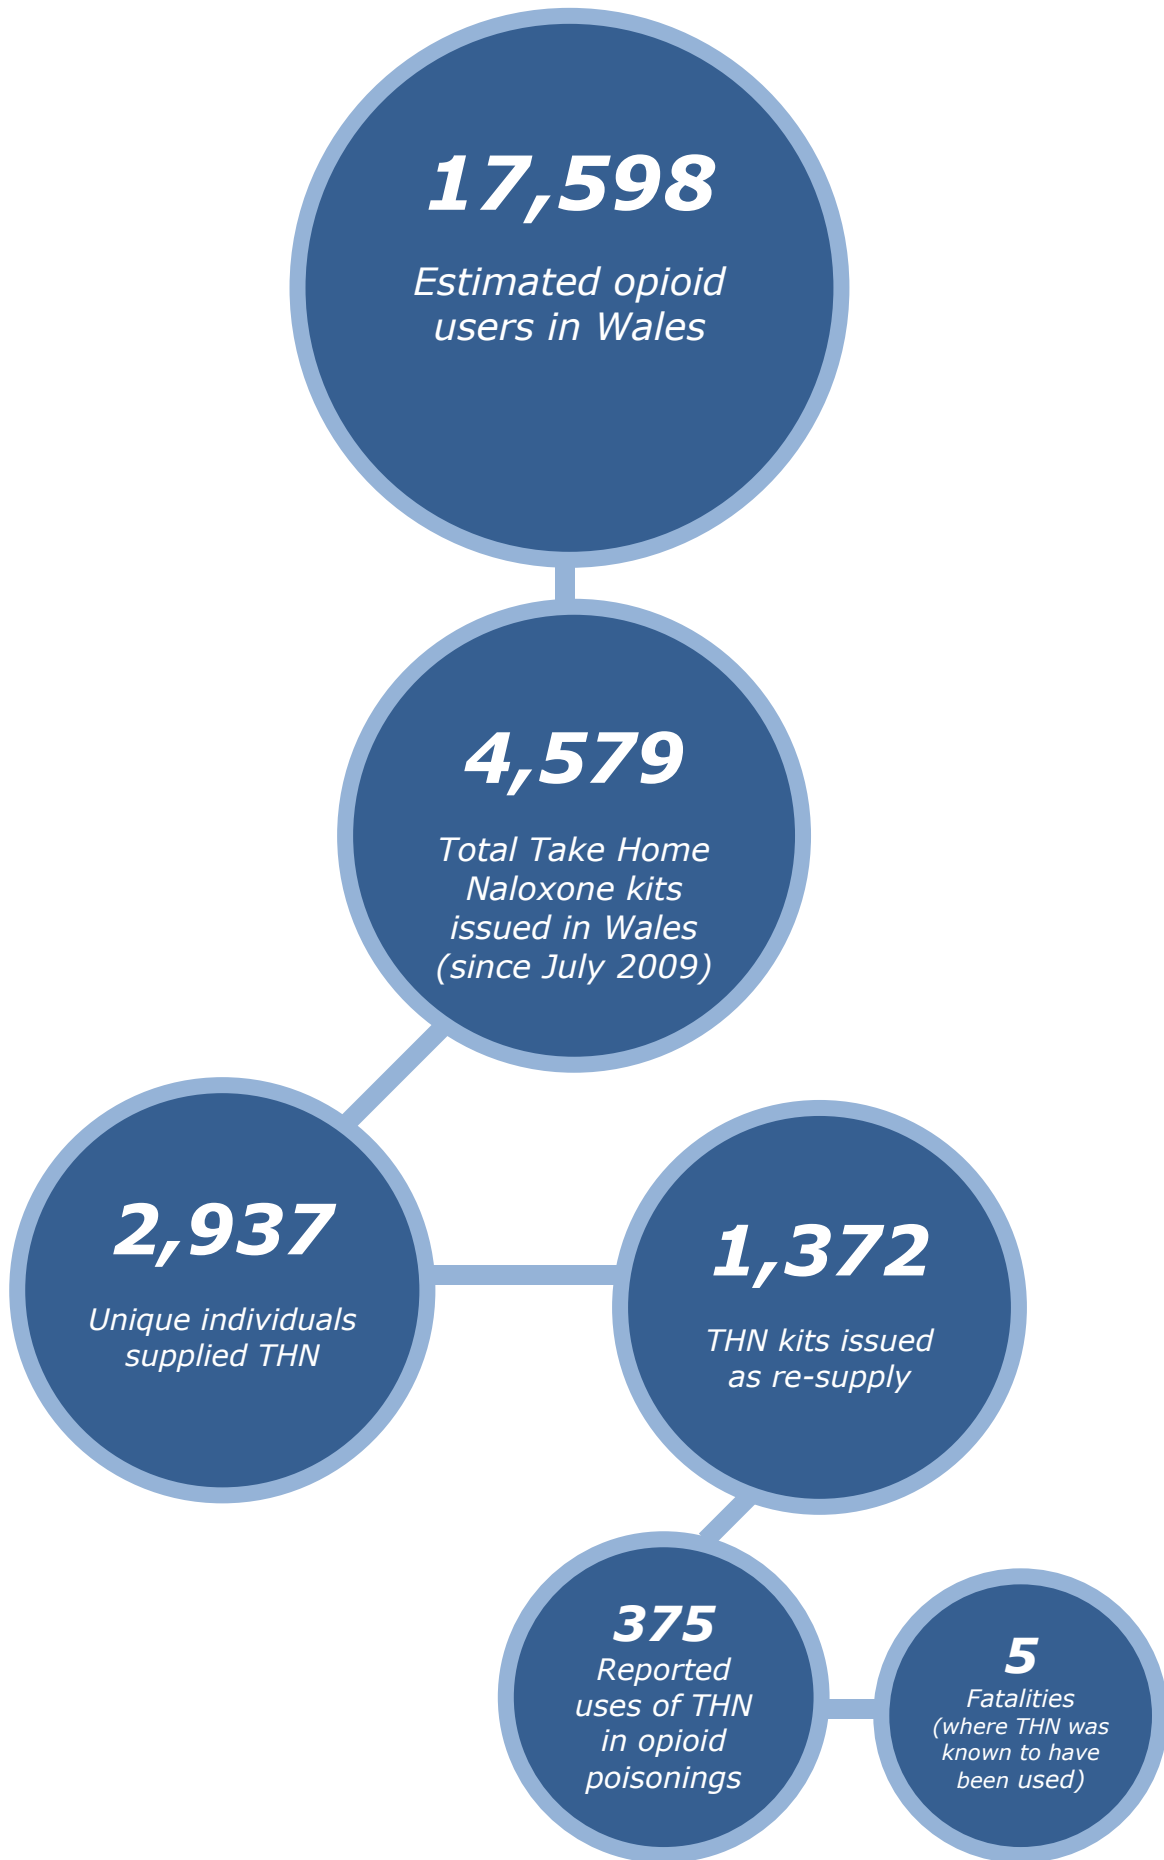 17,598
Estimated opioid
users in Wales
4,579
Total Take Home
Naloxone kits
issued in Wales
(since July 2009)
2,937
Unique individuals
supplied THN
1,372
THN kits issued
as re-supply
375
Reported
uses of THN
in opioid
poisonings
5
Fatalities
(where THN was
known to have
been used)